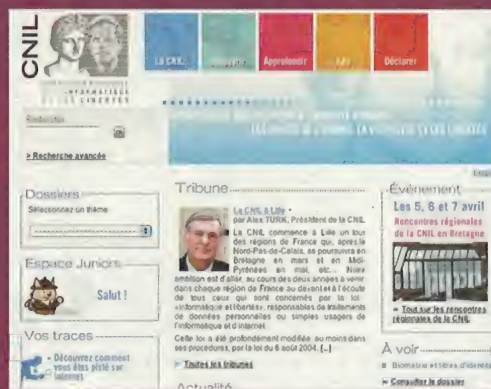 CNIL
INFORMATIQUE
LIBERTÉS
La CNIL
Approfondir
Agir
Déclarer
Rechercher
> Recherche avancée
Dossiers
Sélectionnez un thème
Espace Juniors
Salut !
Vos traces
• Découvrez comment
vous êtes pisté sur
internet
Tribune
La CNIL à Lille •
par Alex TURK, Président de la CNIL
La CNIL commence à Lille un tour
des régions de France qui, après le
Nord-Pas-de-Calais, se poursuivra en
Bretagne en mars et en Midi-
Pyrénées en mai, etc... Notre
ambition est d'aller, au cours des deux années à venir,
dans chaque région de France au devant et à l'écoute
de tous ceux qui sont concernés par la loi
«informatique et libertés», responsables de traitements
de données personnelles ou simples usagers de
l'informatique et d'internet.
Cette loi a été profondément modifiée, au moins dans
ses procédures, par la loi du 6 août 2004. [...]
Toutes les tribunes
Actualité
Événement
Les 5, 6 et 7 avril
Rencontres régionales
de la CNIL en Bretagne
Tout sur les rencontres
régionales de la CNIL
À voir
Biométrie et titres d'identité
Consulter le dossier